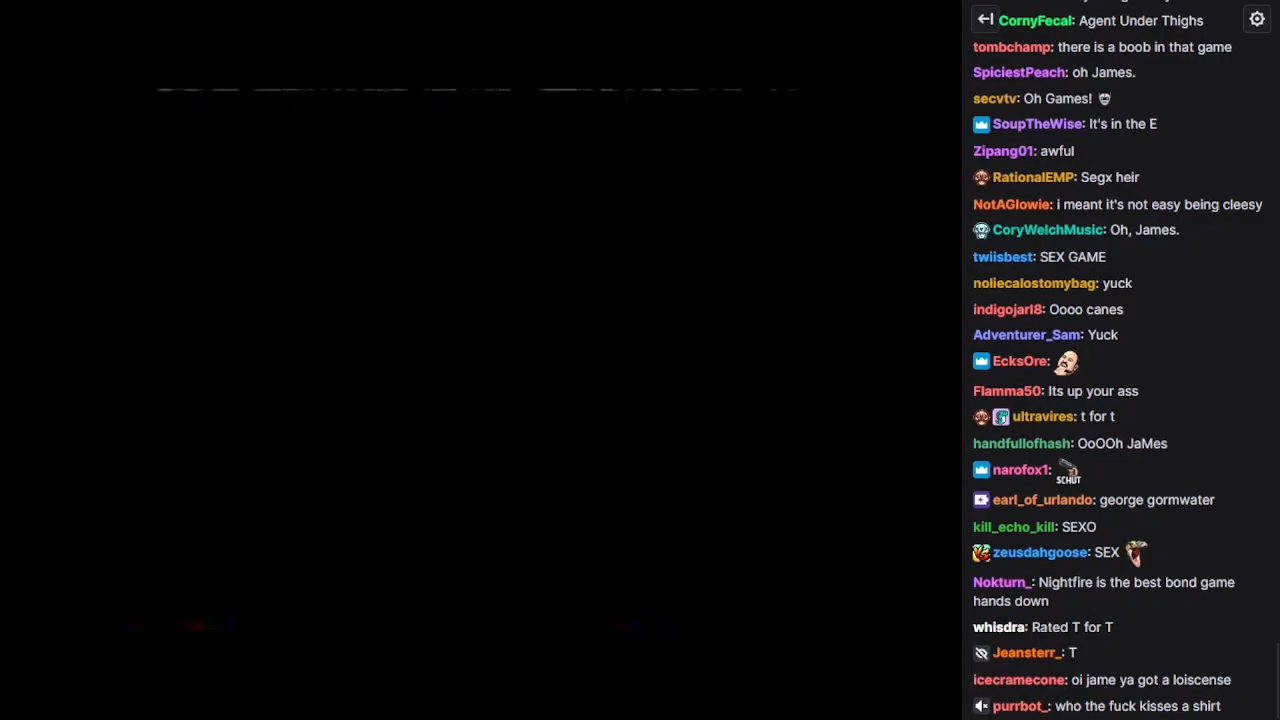 CornyFecal: Agent Under Thighs
tombchamp: there is a boob in that game
SpiciestPeach: oh James.
secvtv: Oh Games!
SoupTheWise: It's in the E
Zipang01: awful
RationalEMP: Segx heir
NotAGlowie: i meant it's not easy being cleesy
CoryWelchMusic: Oh, James.
twiisbest: SEX GAME
noliecalostomybag: yuck
indigojarl8: Oooo canes
Adventurer_Sam: Yuck
EcksOre:
Flamma50: Its up your ass
ultravires: t for t
handfullofhash: OoOOh JaMes
narofox1: SCHUT
earl_of_urlando: george gormwater
kill_echo_kill: SEXO
zeusdahgoose: SEX
Nokturn_: Nightfire is the best bond game
hands down
whisdra: Rated T for T
Jeansterr_: T
icecramecone: oi jame ya got a loiscense
purrbot_: who the fuck kisses a shirt